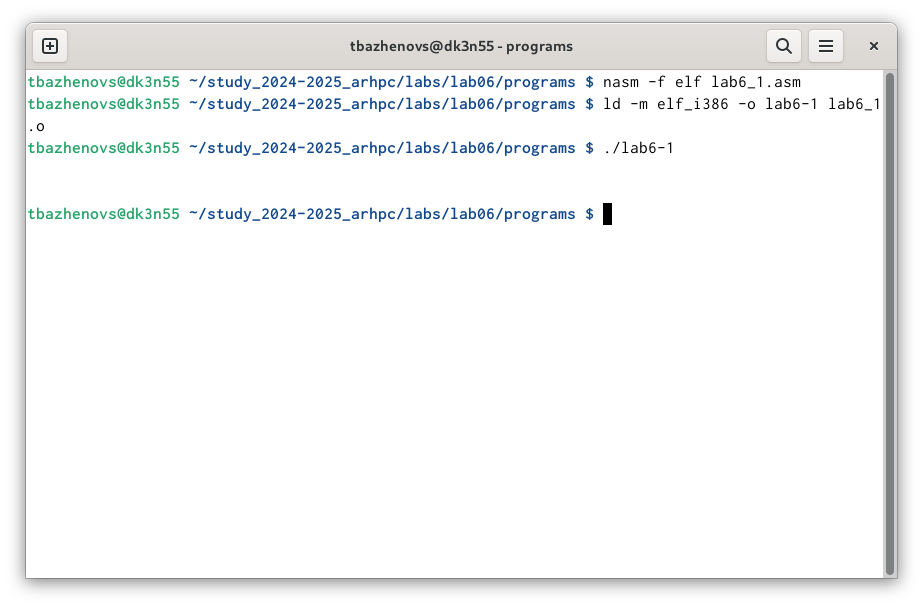 tbazhenovs@dk3n55 - programs
tbazhenovs@dk3n55 ~/study_2024-2025_arhpc/labs/lab06/programs $ nasm -f elf lab6_1.asm
tbazhenovs@dk3n55 ~/study_2024-2025_arhpc/labs/lab06/programs $ ld -m elf_i386 -o lab6-1 lab6_1
.o
tbazhenovs@dk3n55 ~/study_2024-2025_arhpc/labs/lab06/programs $ ./lab6-1
tbazhenovs@dk3n55 ~/study_2024-2025_arhpc/labs/lab06/programs $